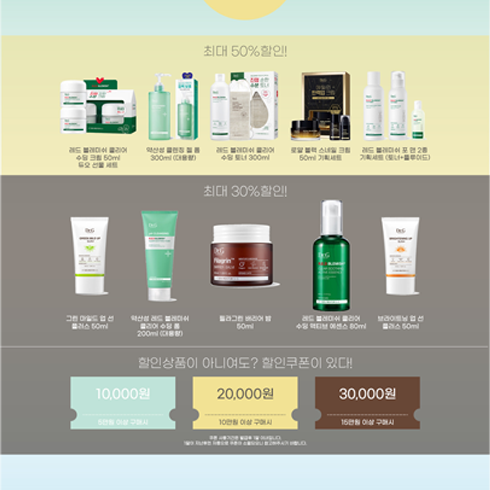 최대 50%할인!
레드 블레미쉬 클리어
수딩 크림 50ml
듀오 선물 세트
약산성 클렌징 젤 폼
300ml (대용량)
레드 블레미쉬 클리어
수딩 토너 300ml
로얄 블랙 스네일 크림
50ml 기획세트
레드 블레미쉬 포 맨 2종
기획세트 (토너+플루이드)
최대 30%할인!
그린 마일드 업 선
플러스 50ml
약산성 레드 블레미쉬
클리어 수딩 폼
200ml (대용량)
필라그린 베리어 밤
50ml
레드 블레미쉬 클리어
수딩 액티브 에센스 80ml
브라이트닝 업 선
플러스 50ml
할인상품이 아니여도? 할인쿠폰이 있다!
10,000원
5만원 이상 구매시
20,000원
10만원 이상 구매시
30,000원
15만원 이상 구매시